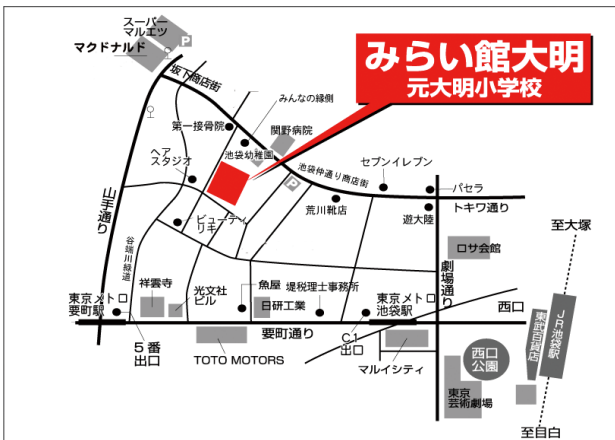 スーパー
マルエツ
マクドナルド
P
坂下商店街
みらい館大明
元大明小学校
みんなの縁側
第一接骨院
関野病院
池袋幼稚園
ヘア
スタジオ
P
池袋仲通り商店街
セブンイレブン
パセラ
荒川靴店
遊大陸
トキワ通り
山手通り
谷端川緑道
ビューティ
リキ
ロサ会館
至大塚
劇場通り
祥雲寺
光文社
ビル
魚屋
日研工業
堤税理士事務所
東京メトロ
要町駅
東京メトロ
池袋駅
西口
5番
出口
要町通り
C1
出口
TOTO MOTORS
マルイシティ
西口
公園
東武百貨店
JR池袋駅
東京
芸術劇場
至目白